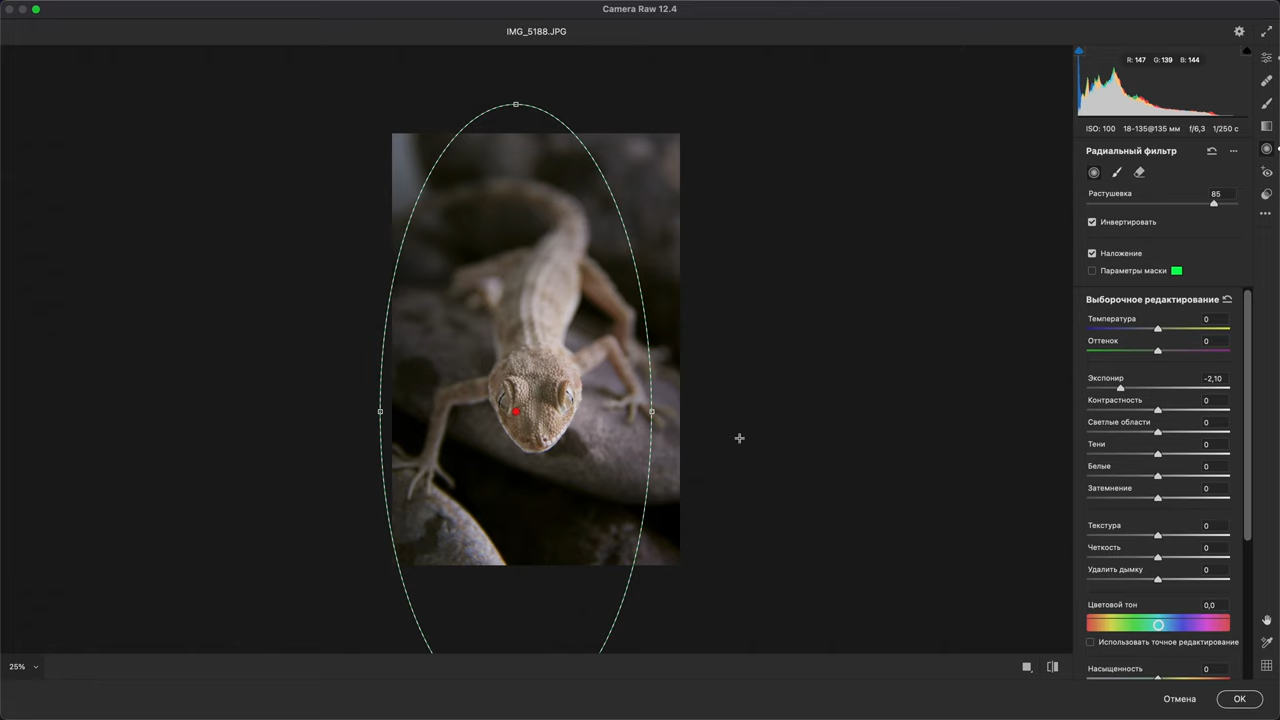 Camera Raw 12.4
IMG_5188.JPG
R: 147 G: 139 B: 144
ISO: 100 18-135@135 мм f/6,3 1/250 с
Радиальный фильтр
Растушевка 85
Инвертировать
Наложение
Параметры маски
Выборочное редактирование
Температура 0
Оттенок 0
Экспонир -2,10
Контрастность 0
Светлые области 0
Тени 0
Белые 0
Затемнение 0
Текстура 0
Четкость 0
Удалить дымку 0
Цветовой тон 0,0
Использовать точное редактирование
Насыщенность 0
25%
Отмена OK